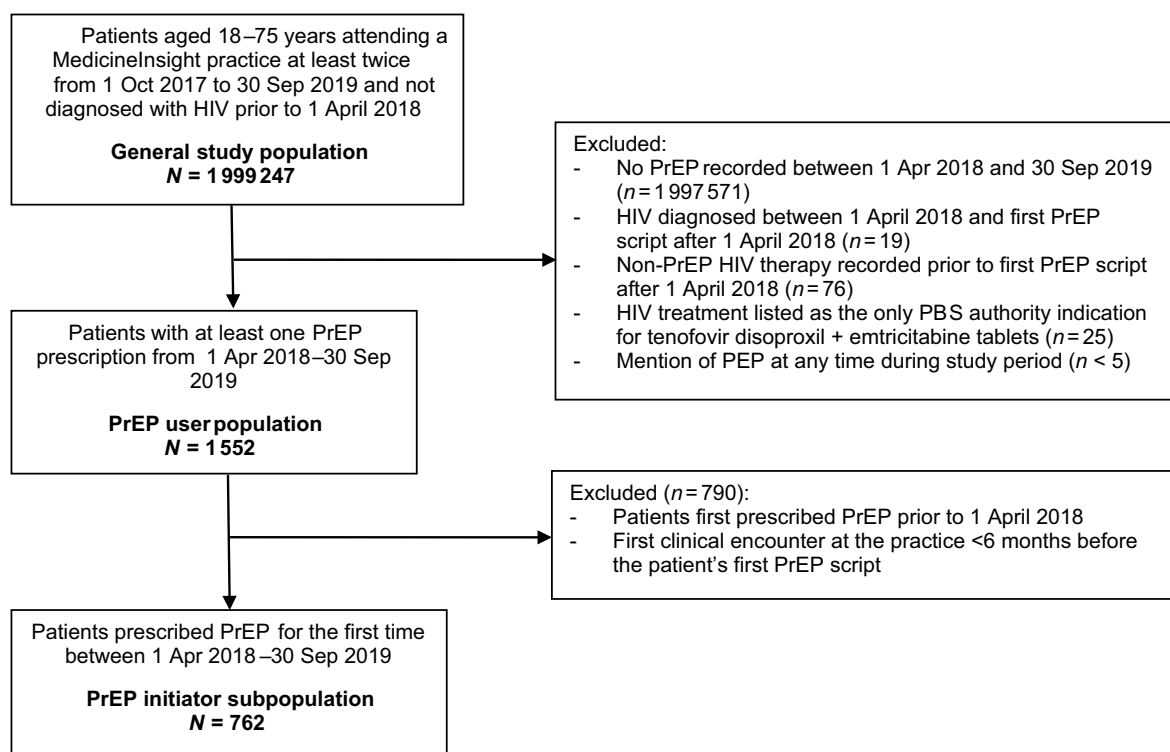 Patients aged 18–75 years attending a
MedicineInsight practice at least twice
from 1 Oct 2017 to 30 Sep 2019 and not
diagnosed with HIV prior to 1 April 2018
General study population
N = 1 999 247
Excluded:
- No PrEP recorded between 1 Apr 2018 and 30 Sep 2019
(n = 1 997 571)
- HIV diagnosed between 1 April 2018 and first PrEP
script after 1 April 2018 (n = 19)
- Non-PrEP HIV therapy recorded prior to first PrEP script
after 1 April 2018 (n = 76)
- HIV treatment listed as the only PBS authority indication
for tenofovir disoproxil + emtricitabine tablets (n = 25)
- Mention of PEP at any time during study period (n < 5)
Patients with at least one PrEP
prescription from 1 Apr 2018–30 Sep
2019
PrEP user population
N = 1 552
Excluded (n = 790):
- Patients first prescribed PrEP prior to 1 April 2018
- First clinical encounter at the practice <6 months before
the patient's first PrEP script
Patients prescribed PrEP for the first time
between 1 Apr 2018–30 Sep 2019
PrEP initiator subpopulation
N = 762